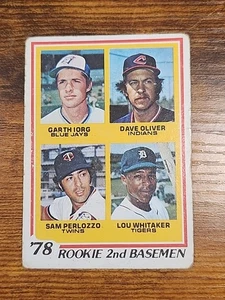 GARTH IORG
BLUE JAYS
DAVE OLIVER
INDIANS
SAM PERLOZZO
TWINS
LOU WHITAKER
TIGERS
'78 ROOKIE 2nd BASEMEN